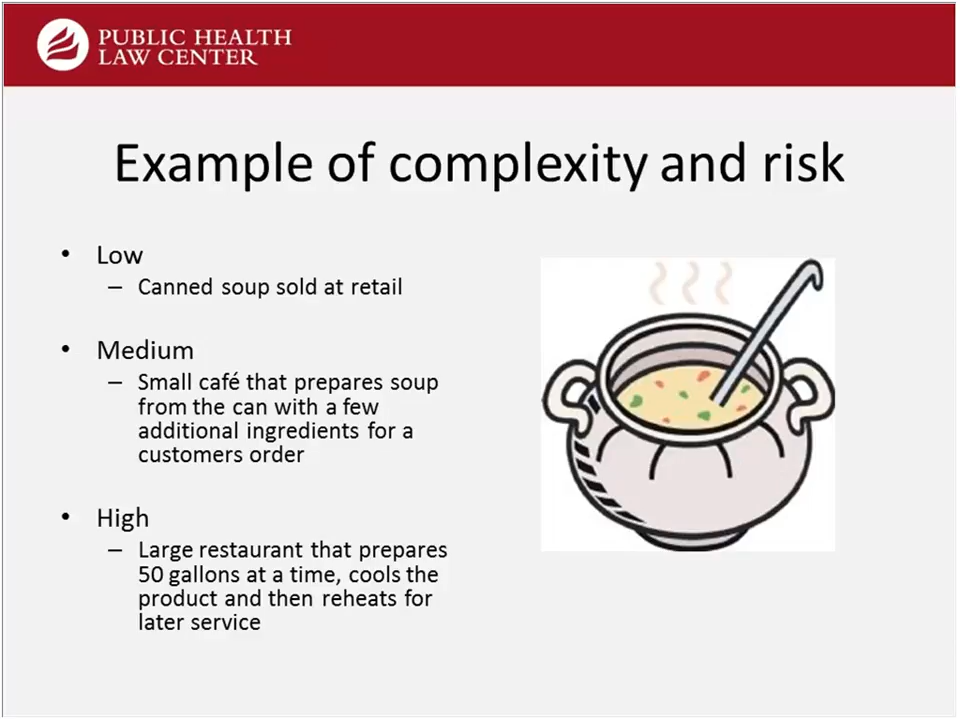 PUBLIC HEALTH
LAW CENTER
Example of complexity and risk
• Low
– Canned soup sold at retail
• Medium
– Small café that prepares soup
from the can with a few
additional ingredients for a
customers order
• High
– Large restaurant that prepares
50 gallons at a time, cools the
product and then reheats for
later service